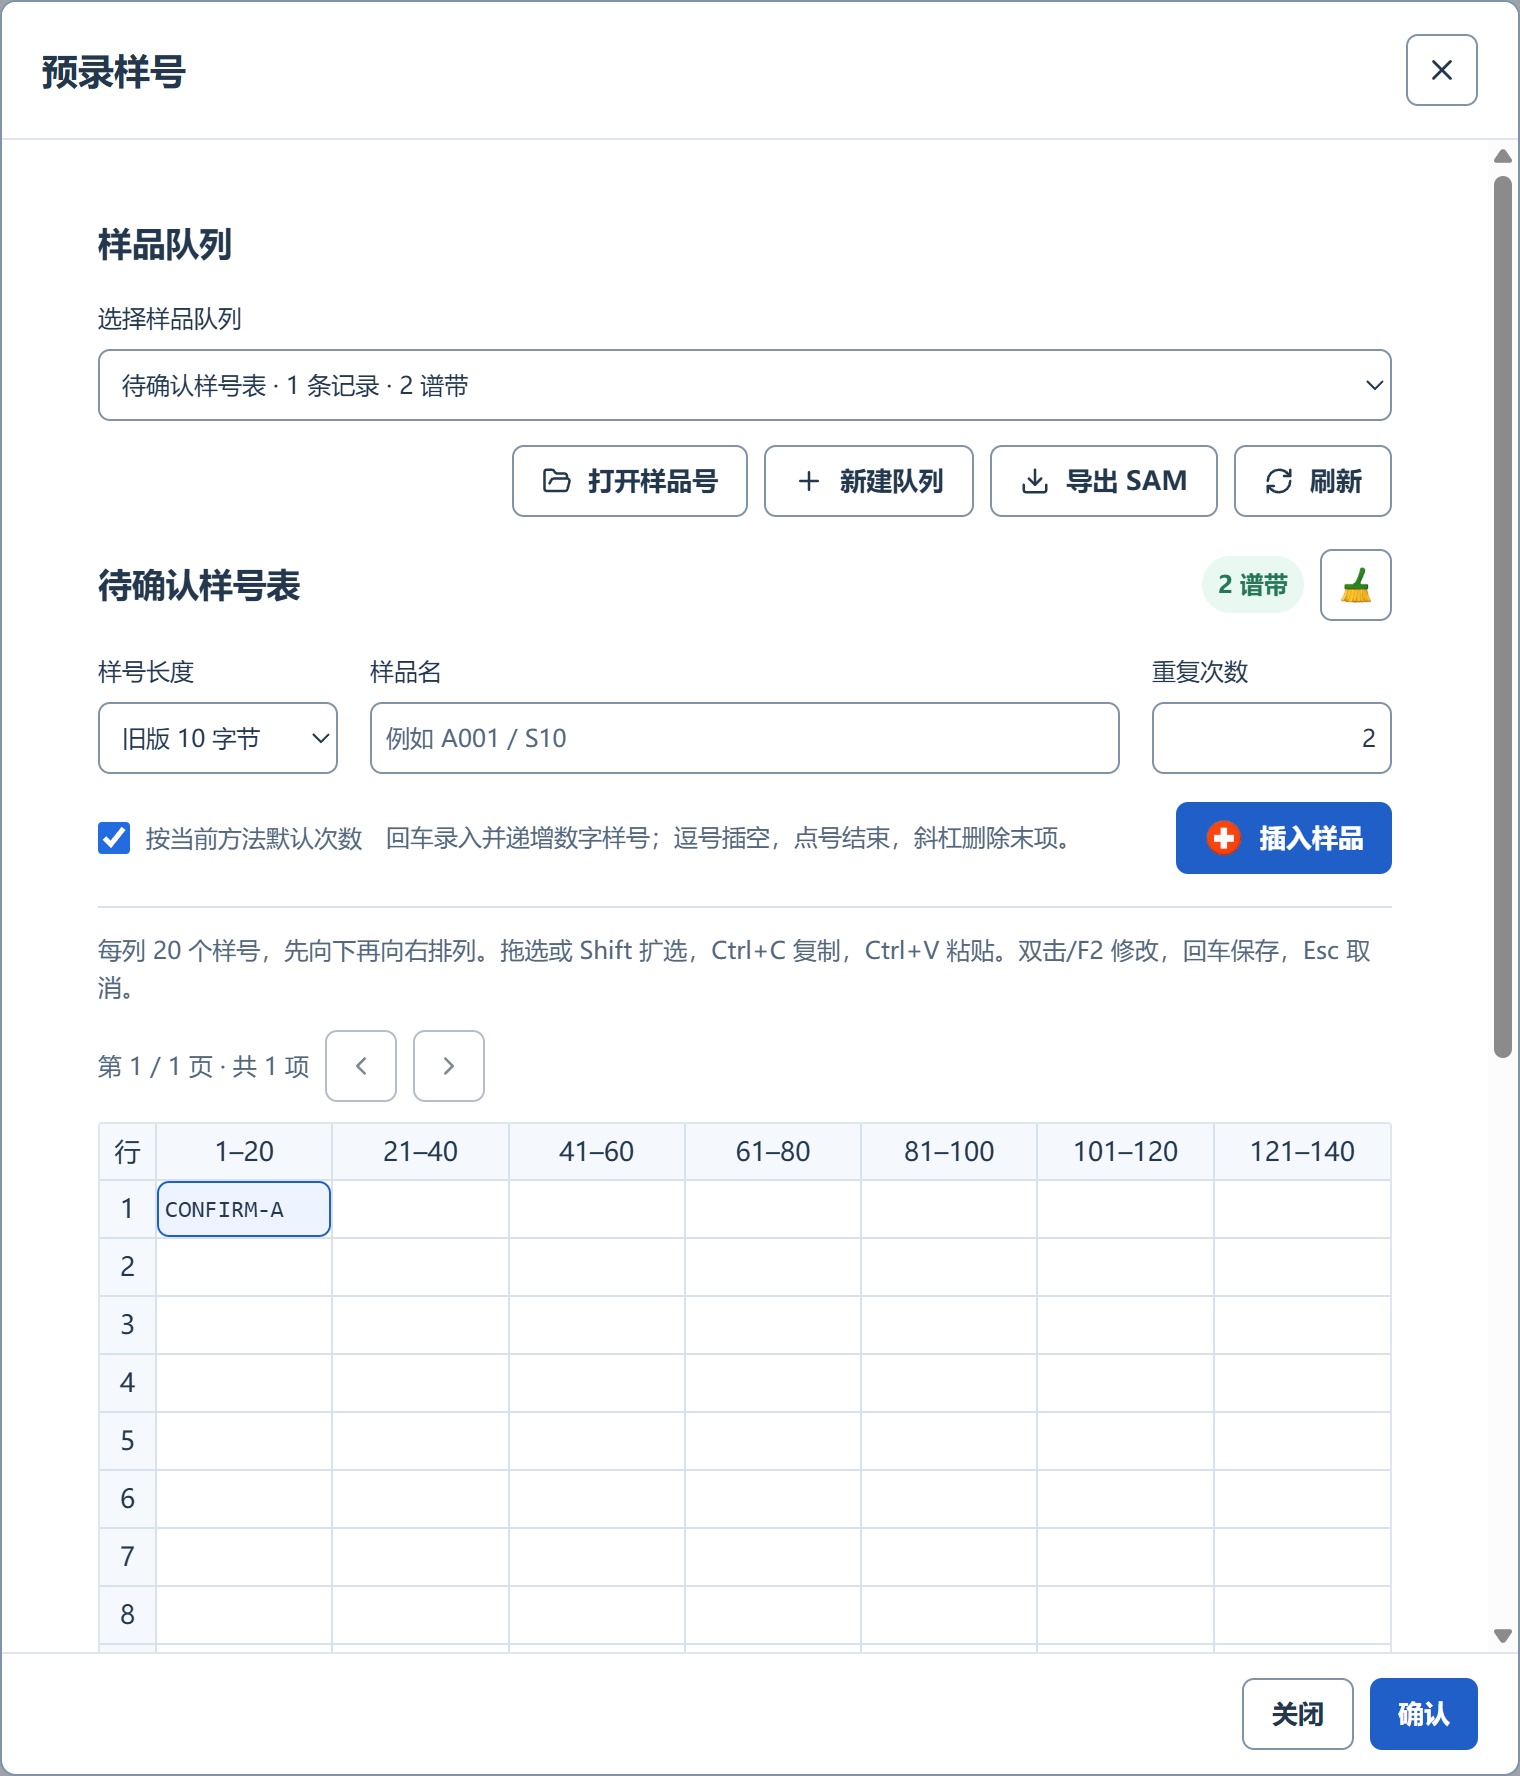 预录样号
样品队列
选择样品队列
待确认样号表 · 1 条记录 · 2 谱带
打开样品号 新建队列 导出 SAM 刷新
待确认样号表 2 谱带
样号长度 样品名 重复次数
旧版 10 字节 例如 A001 / S10 2
按当前方法默认次数 回车录入并递增数字样号；逗号插空，点号结束，斜杠删除末项。 插入样品
每列 20 个样号，先向下再向右排列。拖选或 Shift 扩选，Ctrl+C 复制，Ctrl+V 粘贴。双击/F2 修改，回车保存，Esc 取
消。
第 1 / 1 页 · 共 1 项
行 1–20 21–40 41–60 61–80 81–100 101–120 121–140
1 CONFIRM-A
2
3
4
5
6
7
8
关闭 确认